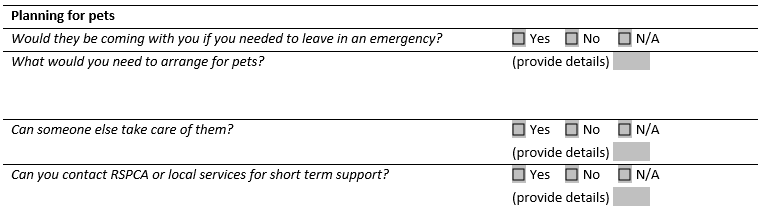 Planning for pets
Would they be coming with you if you needed to leave in an emergency? Yes No N/A
What would you need to arrange for pets? (provide details)
Can someone else take care of them? Yes No N/A
(provide details)
Can you contact RSPCA or local services for short term support? Yes No N/A
(provide details)